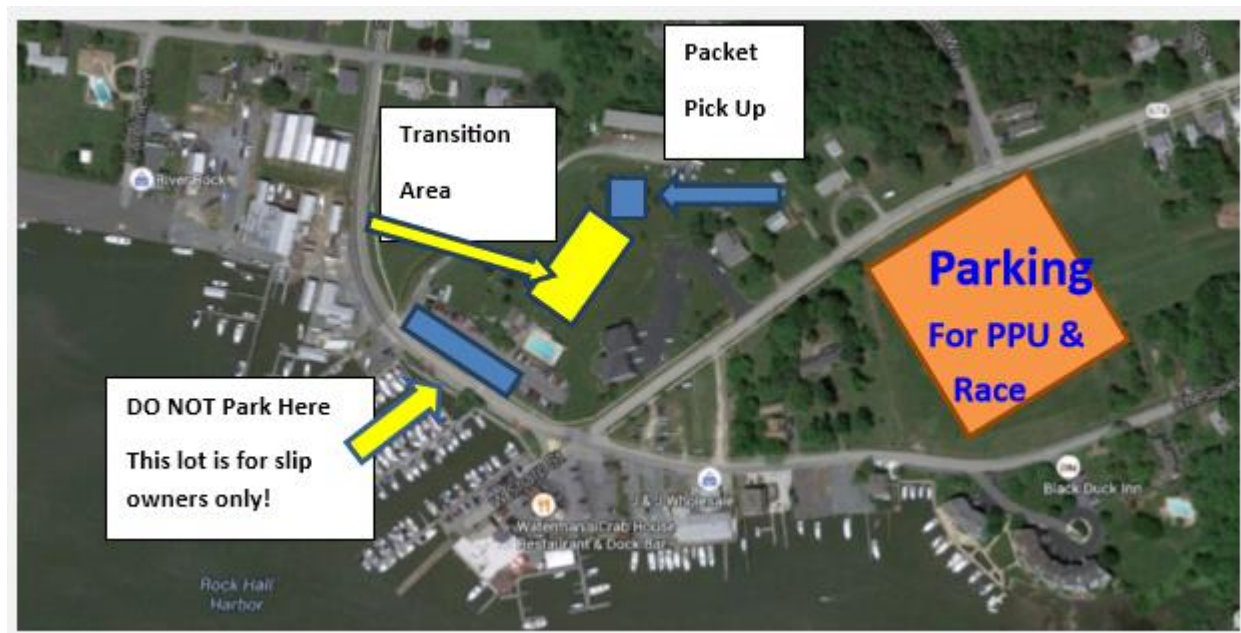 Packet
Pick Up
Transition
Area
River Rock
574
Parking
For PPU &
Race
DO NOT Park Here
This lot is for slip
owners only!
J & J Wholesale
Black Duck Inn
Waterman's Crab House
Restaurant & Dock Bar
Rock Hall
Harbor